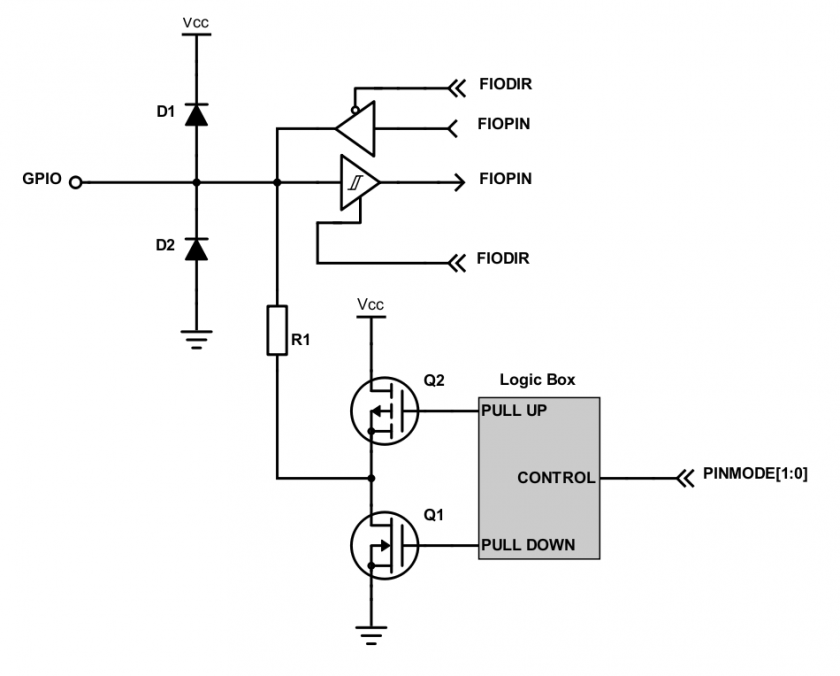 Vcc
FIODIR
D1
FIOPIN
GPIO
FIOPIN
D2
FIODIR
Vcc
R1
Q2
Logic Box
PULL UP
CONTROL
PINMODE[1:0]
Q1
PULL DOWN